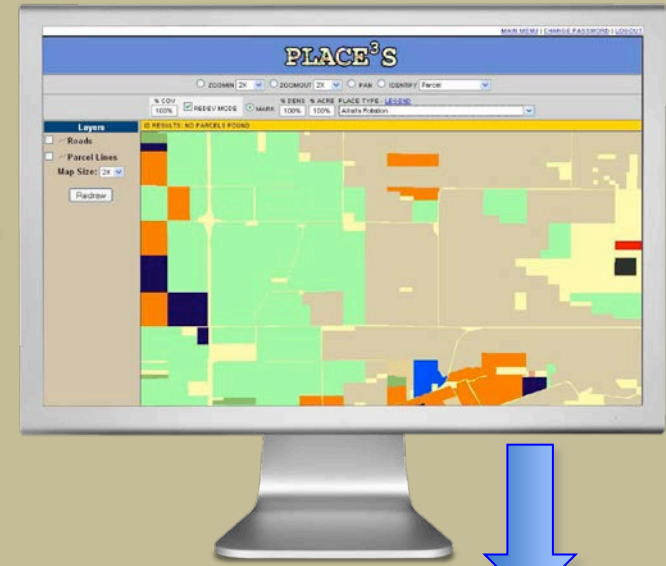 MAIN MENU | CHANGE PASSWORD | LOGOUT
PLACE³S
ZOOMIN 2X ZOOMOUT 2X PAN IDENTIFY Parcel
% COV % DENS % ACRE PLACE TYPE - LEGEND
100% REDEV MODE MARK 100% 100% Alfalfa Rotation
Layers
ID RESULTS: NO PARCELS FOUND
Roads
Parcel Lines
Map Size: 2X
Redraw